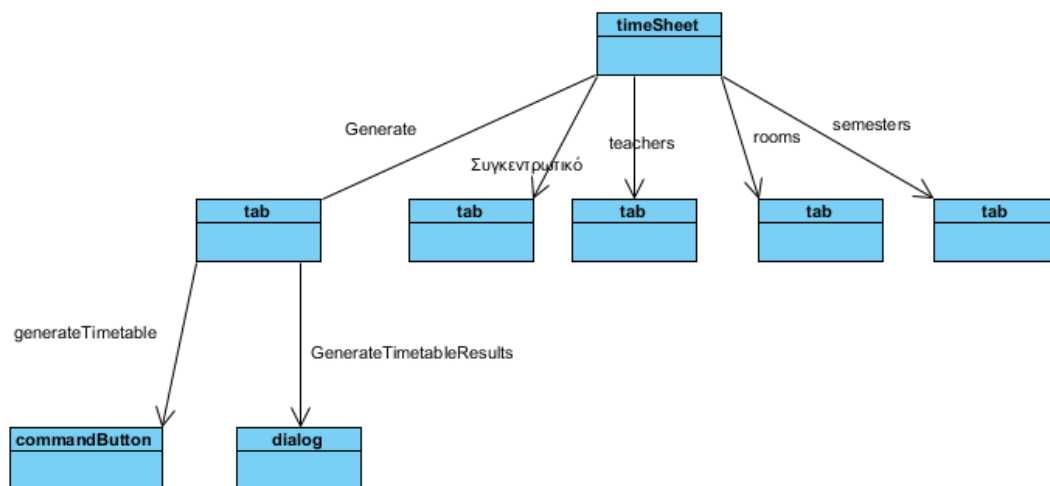 timeSheet
Generate
semesters
rooms
teachers
Συγκεντρωτικό
tab
tab
tab
tab
tab
generateTimetable
GenerateTimetableResults
commandButton
dialog